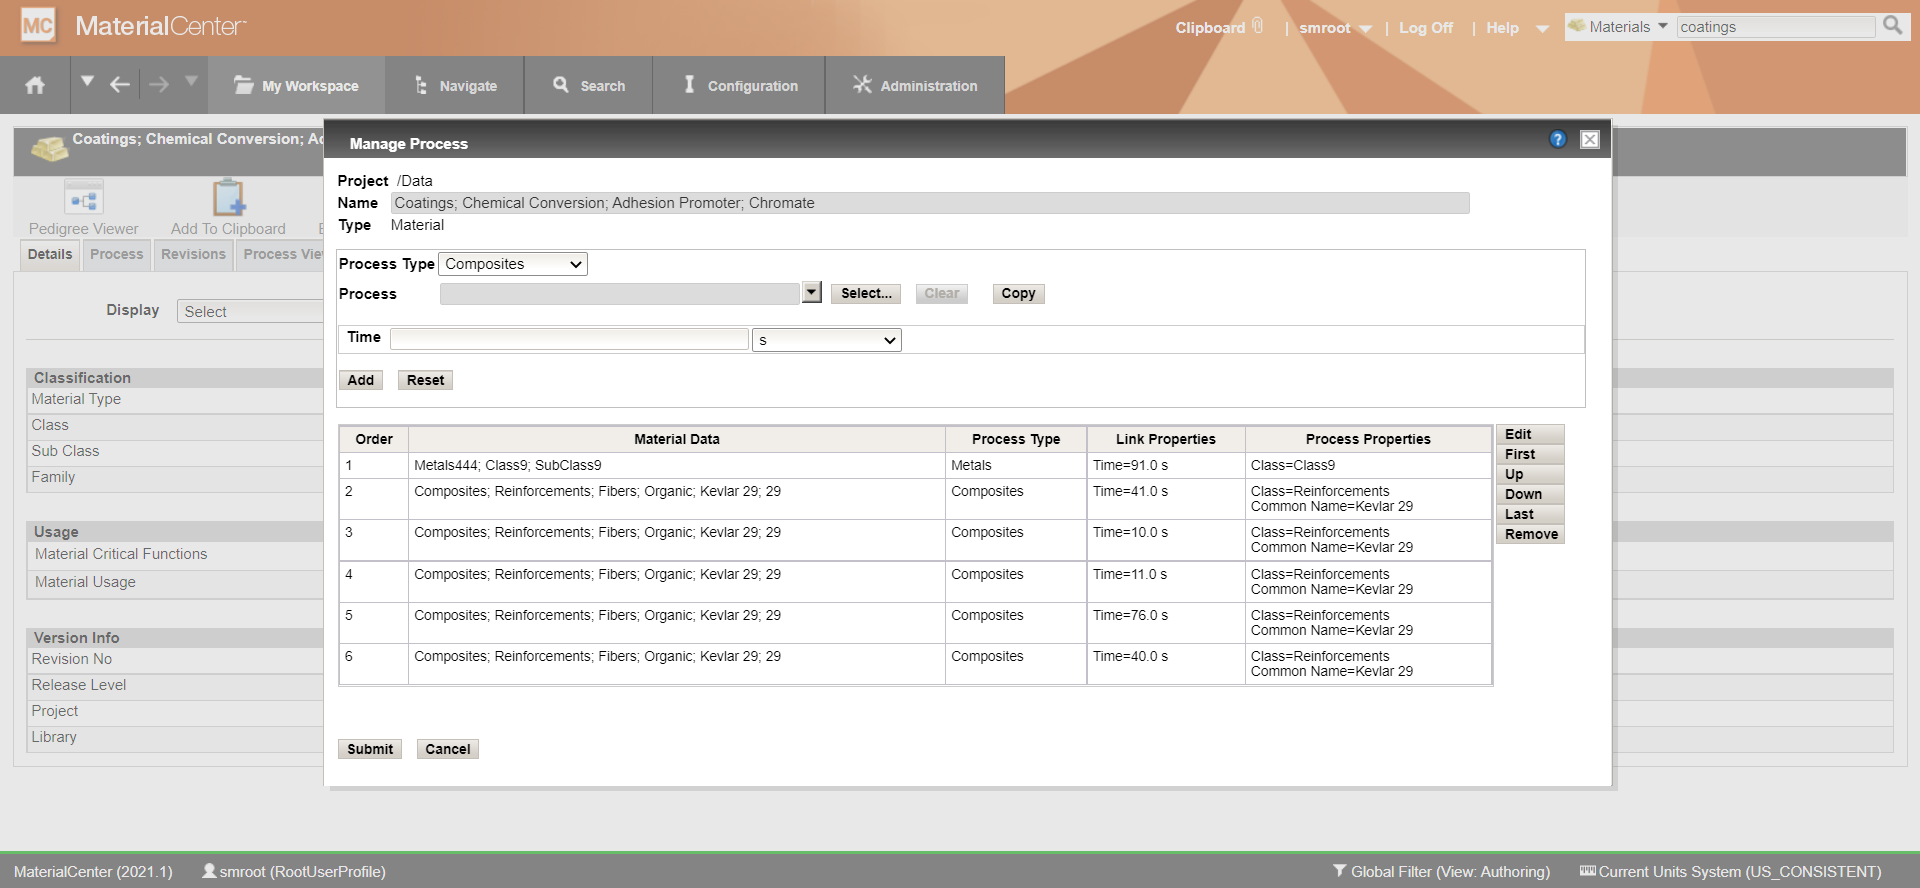 MC MaterialCenter
Clipboard | smroot | Log Off | Help
Materials coatings
My Workspace Navigate Search Configuration Administration
Coatings; Chemical Conversion; Ad
Pedigree Viewer Add To Clipboard
Details Process Revisions Process Vie
Display Select
Classification
Material Type
Class
Sub Class
Family
Usage
Material Critical Functions
Material Usage
Version Info
Revision No
Release Level
Project
Library
Manage Process ?
Project /Data
Name Coatings; Chemical Conversion; Adhesion Promoter; Chromate
Type Material
Process Type Composites
Process Select... Clear Copy
Time s
Add Reset
Order Material Data Process Type Link Properties Process Properties
1 Metals444; Class9; SubClass9 Metals Time=91.0 s Class=Class9
2 Composites; Reinforcements; Fibers; Organic; Kevlar 29; 29 Composites Time=41.0 s Class=Reinforcements
Common Name=Kevlar 29
3 Composites; Reinforcements; Fibers; Organic; Kevlar 29; 29 Composites Time=10.0 s Class=Reinforcements
Common Name=Kevlar 29
4 Composites; Reinforcements; Fibers; Organic; Kevlar 29; 29 Composites Time=11.0 s Class=Reinforcements
Common Name=Kevlar 29
5 Composites; Reinforcements; Fibers; Organic; Kevlar 29; 29 Composites Time=76.0 s Class=Reinforcements
Common Name=Kevlar 29
6 Composites; Reinforcements; Fibers; Organic; Kevlar 29; 29 Composites Time=40.0 s Class=Reinforcements
Common Name=Kevlar 29
Edit
First
Up
Down
Last
Remove
Submit Cancel
MaterialCenter (2021.1) smroot (RootUserProfile) Global Filter (View: Authoring) Current Units System (US_CONSISTENT)